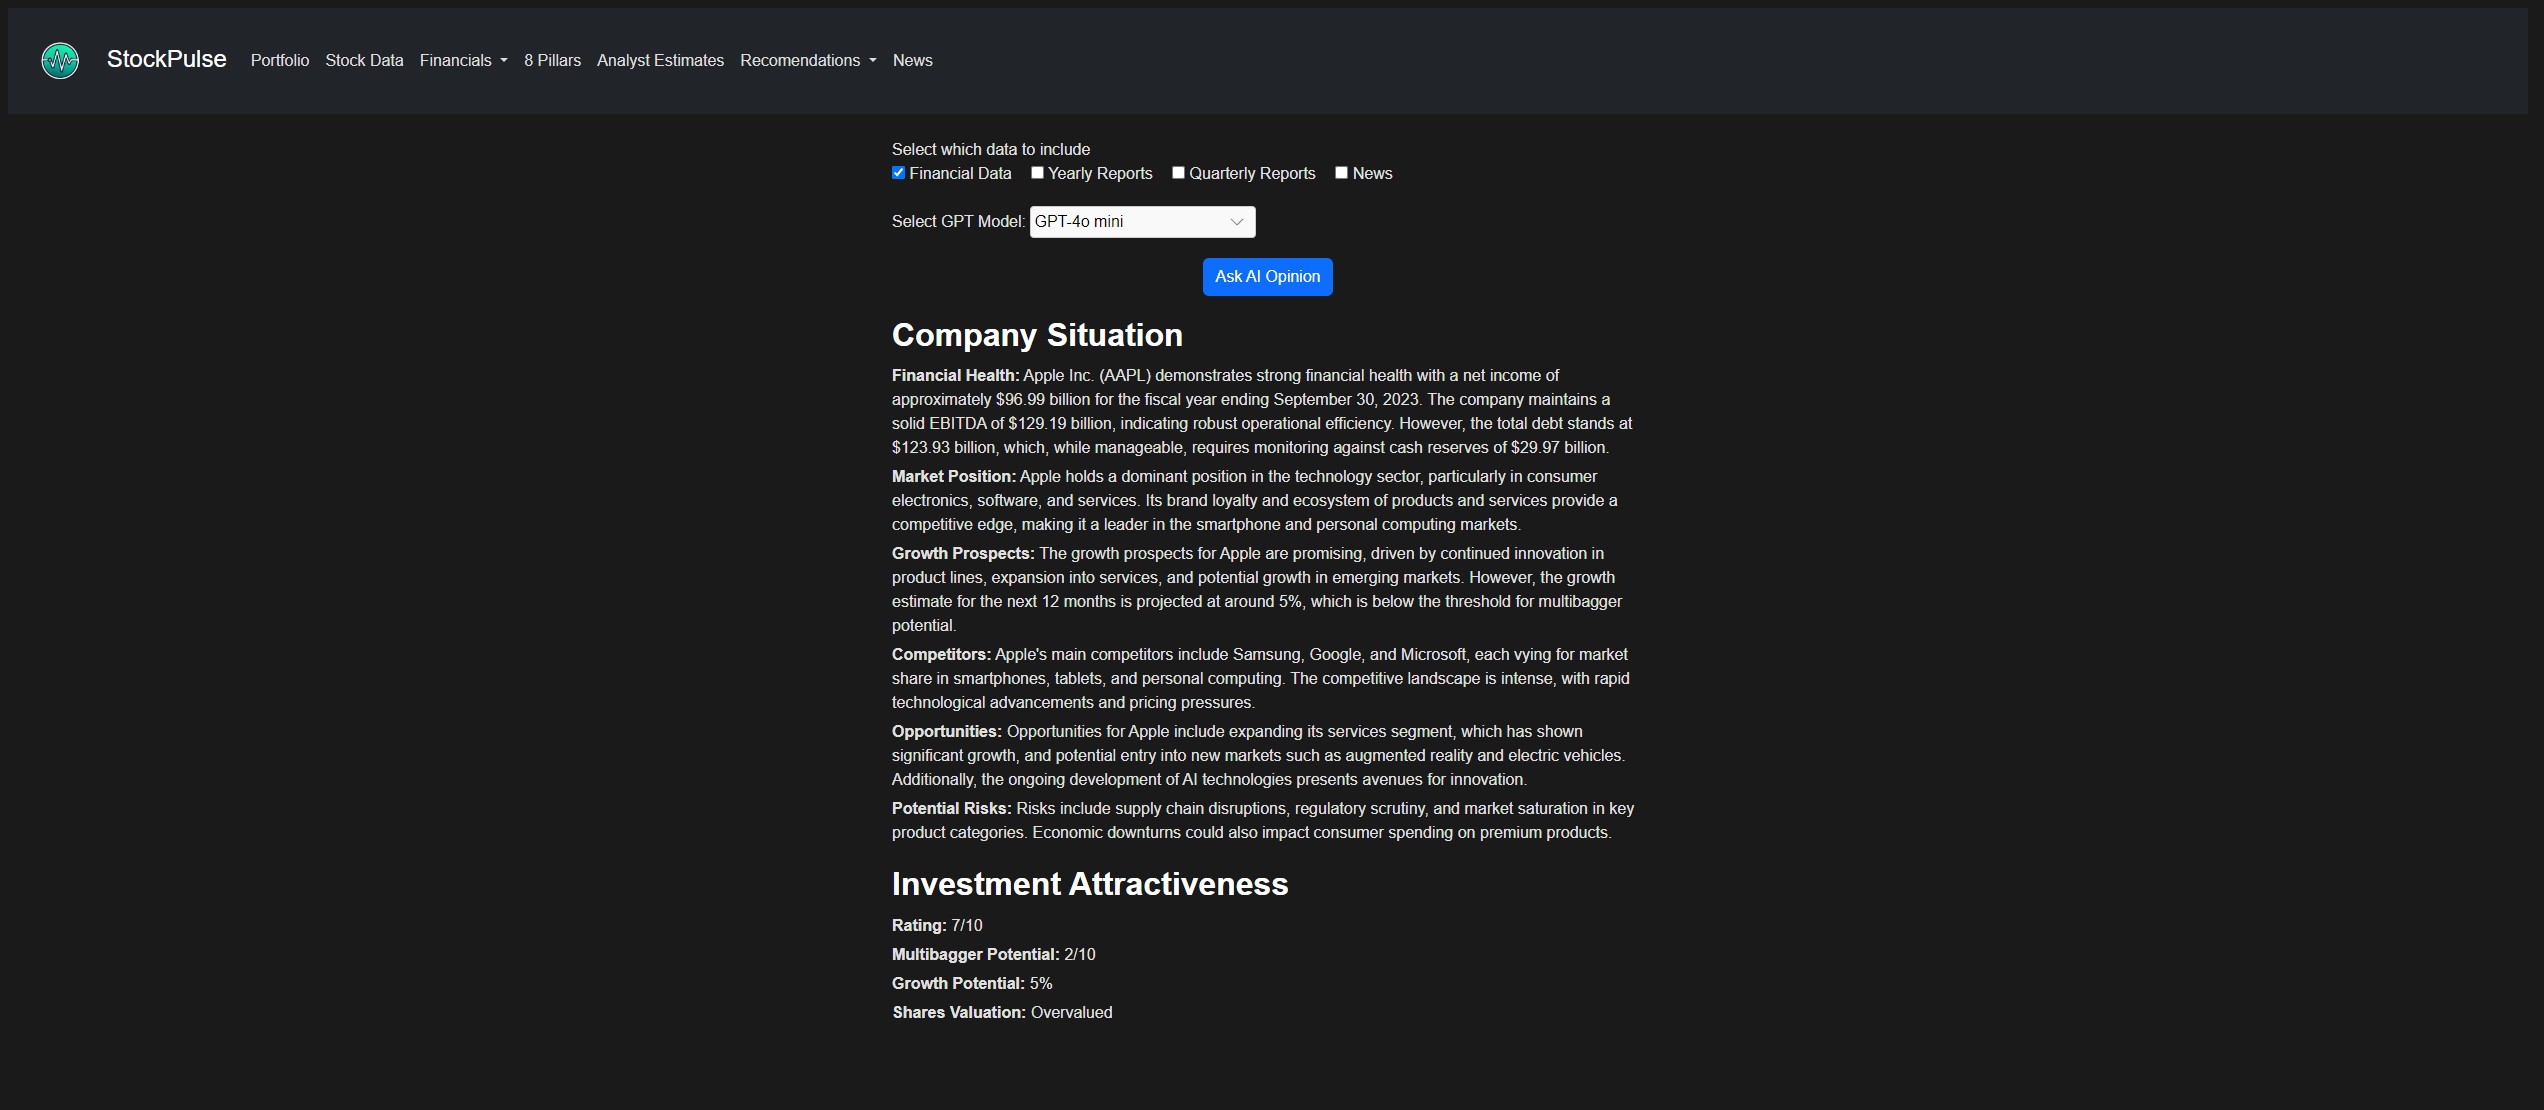 StockPulse Portfolio Stock Data Financials 8 Pillars Analyst Estimates Recomendations News
Select which data to include
Financial Data Yearly Reports Quarterly Reports News
Select GPT Model: GPT-4o mini
Ask AI Opinion
Company Situation
Financial Health: Apple Inc. (AAPL) demonstrates strong financial health with a net income of
approximately $96.99 billion for the fiscal year ending September 30, 2023. The company maintains a
solid EBITDA of $129.19 billion, indicating robust operational efficiency. However, the total debt stands at
$123.93 billion, which, while manageable, requires monitoring against cash reserves of $29.97 billion.
Market Position: Apple holds a dominant position in the technology sector, particularly in consumer
electronics, software, and services. Its brand loyalty and ecosystem of products and services provide a
competitive edge, making it a leader in the smartphone and personal computing markets.
Growth Prospects: The growth prospects for Apple are promising, driven by continued innovation in
product lines, expansion into services, and potential growth in emerging markets. However, the growth
estimate for the next 12 months is projected at around 5%, which is below the threshold for multibagger
potential.
Competitors: Apple's main competitors include Samsung, Google, and Microsoft, each vying for market
share in smartphones, tablets, and personal computing. The competitive landscape is intense, with rapid
technological advancements and pricing pressures.
Opportunities: Opportunities for Apple include expanding its services segment, which has shown
significant growth, and potential entry into new markets such as augmented reality and electric vehicles.
Additionally, the ongoing development of AI technologies presents avenues for innovation.
Potential Risks: Risks include supply chain disruptions, regulatory scrutiny, and market saturation in key
product categories. Economic downturns could also impact consumer spending on premium products.
Investment Attractiveness
Rating: 7/10
Multibagger Potential: 2/10
Growth Potential: 5%
Shares Valuation: Overvalued